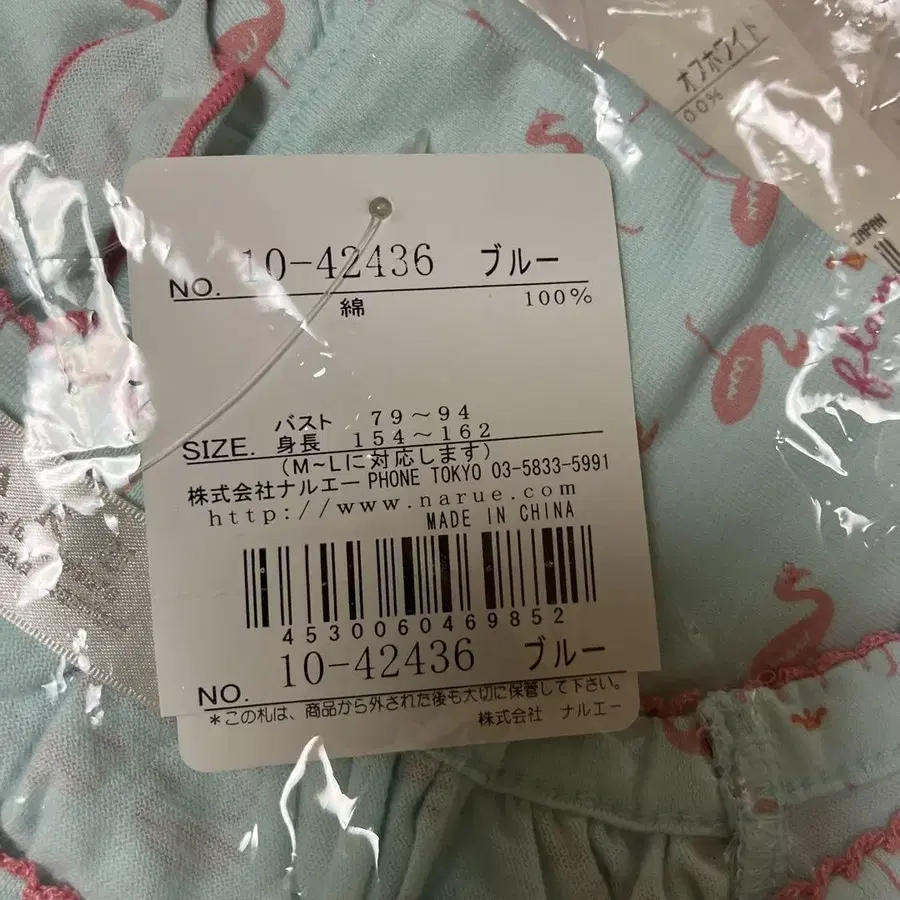 オフホワイト
00%
JAPAN
flam
NO. 10-42436 ブルー
綿 100%
バスト 79～94
SIZE. 身長 154～162
(M～Lに対応します)
株式会社ナルエー PHONE TOKYO 03-5833-5991
http://www.narue.com
MADE IN CHINA
4530060469852
NO. 10-42436 ブルー
*この札は、商品から外された後も大切に保管して下さい。
株式会社 ナルエー